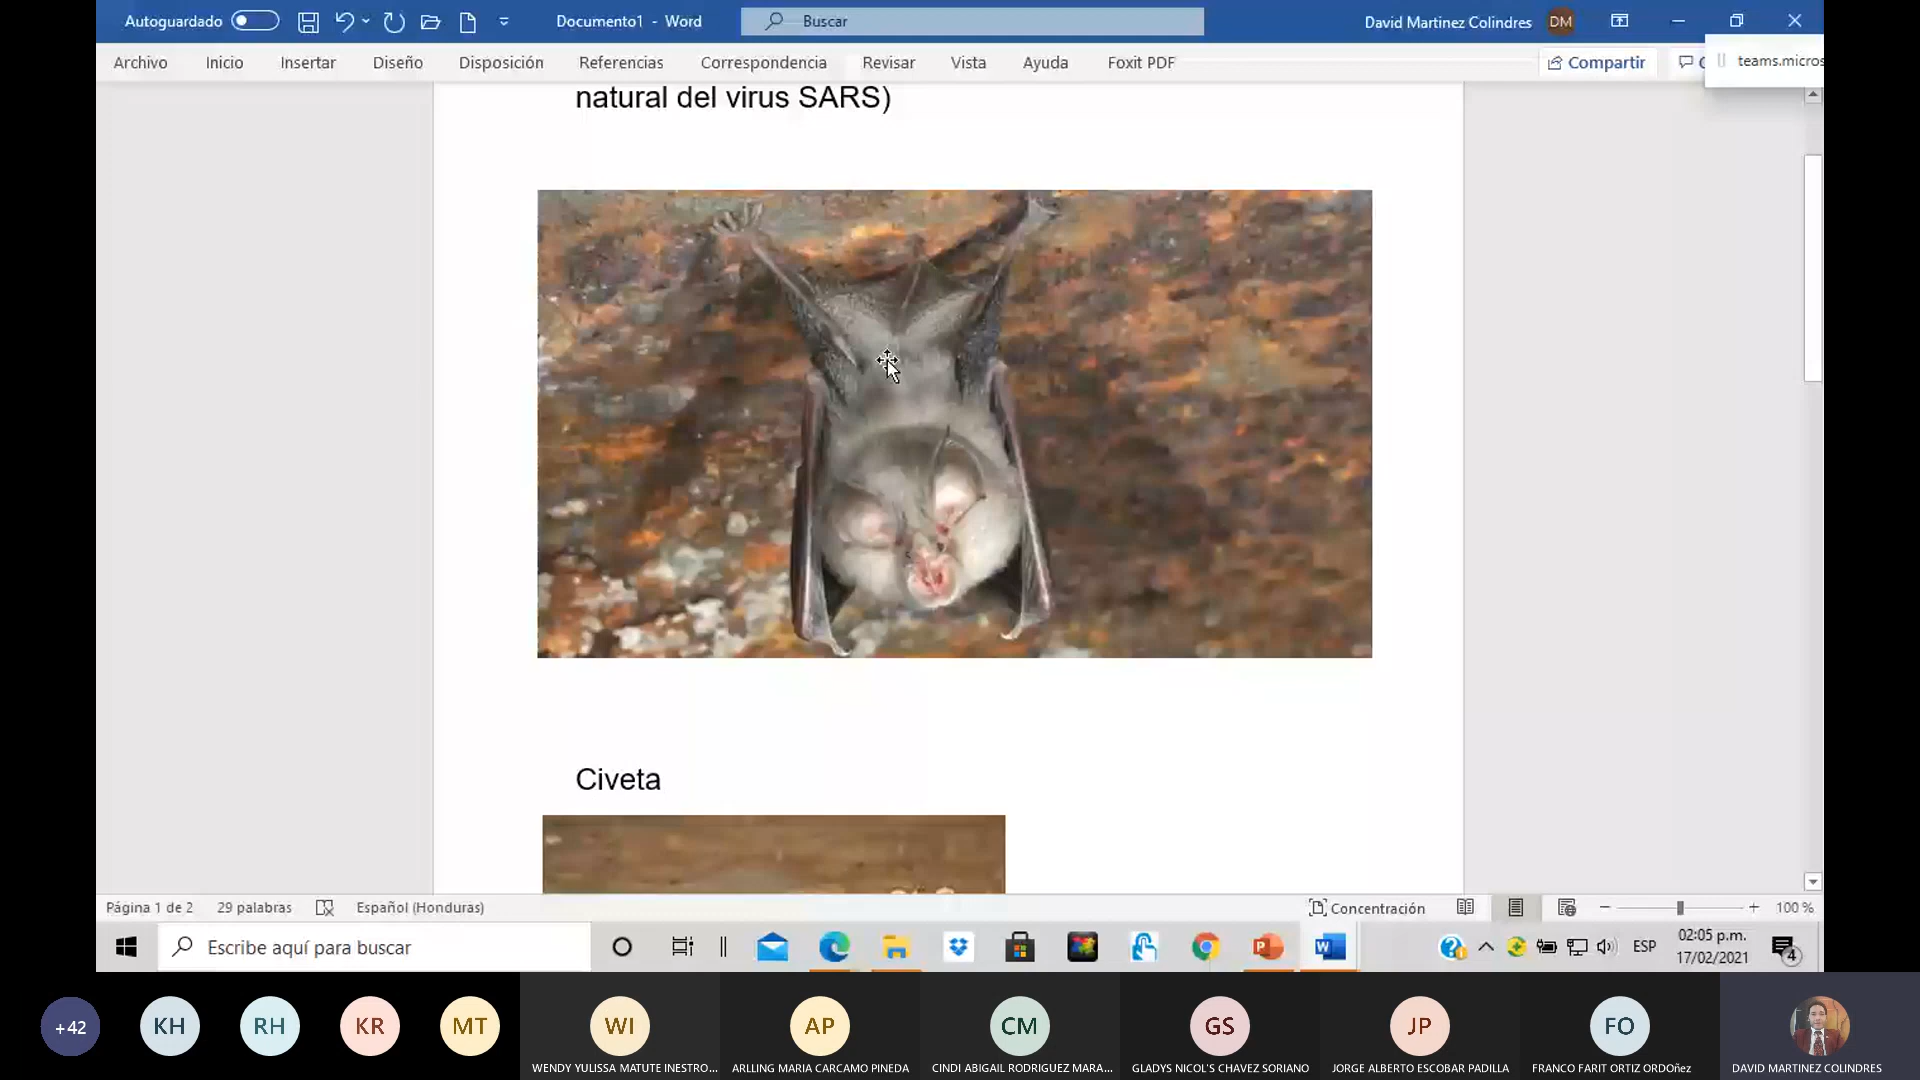 Autoguardado
Documento1 - Word
Buscar
David Martinez Colindres
DM
Archivo
Inicio
Insertar
Diseño
Disposición
Referencias
Correspondencia
Revisar
Vista
Ayuda
Foxit PDF
Compartir
teams.micros
natural del virus SARS)
Civeta
Página 1 de 2
29 palabras
Español (Honduras)
Concentración
100 %
Escribe aquí para buscar
ESP
02:05 p.m.
17/02/2021
4
+42
KH
RH
KR
MT
WI
AP
CM
GS
JP
FO
WENDY YULISSA MATUTE INESTRO...
ARLLING MARIA CARCAMO PINEDA
CINDI ABIGAIL RODRIGUEZ MARA...
GLADYS NICOL'S CHAVEZ SORIANO
JORGE ALBERTO ESCOBAR PADILLA
FRANCO FARIT ORTIZ ORDOñez
DAVID MARTINEZ COLINDRES